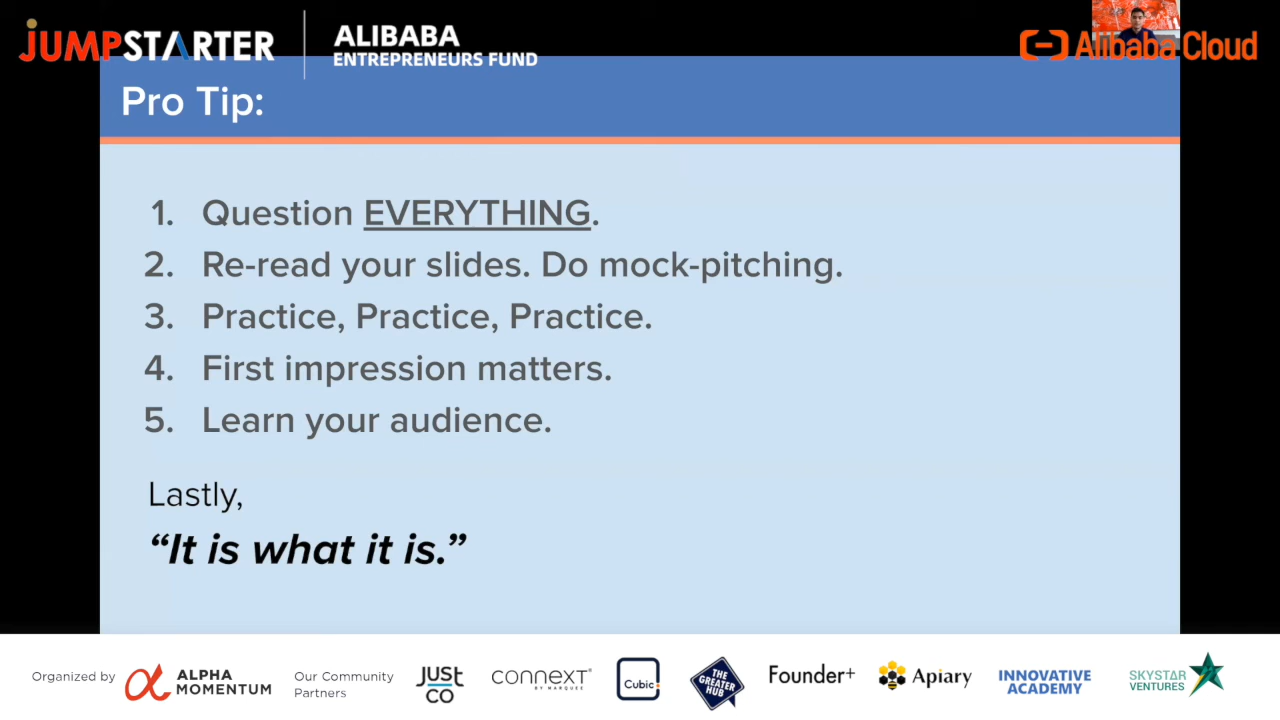 JUMPSTARTER
ALIBABA
ENTREPRENEURS FUND
Alibaba Cloud
Pro Tip:
1. Question EVERYTHING.
2. Re-read your slides. Do mock-pitching.
3. Practice, Practice, Practice.
4. First impression matters.
5. Learn your audience.
Lastly,
“It is what it is.”
Organized by
ALPHA
MOMENTUM
Our Community
Partners
JUST
CO
CONNEXT®
BY MARQUEE
Cubic
THE
GREATER
HUB
Founder+
Apiary
INNOVATIVE
ACADEMY
SKYSTAR
VENTURES